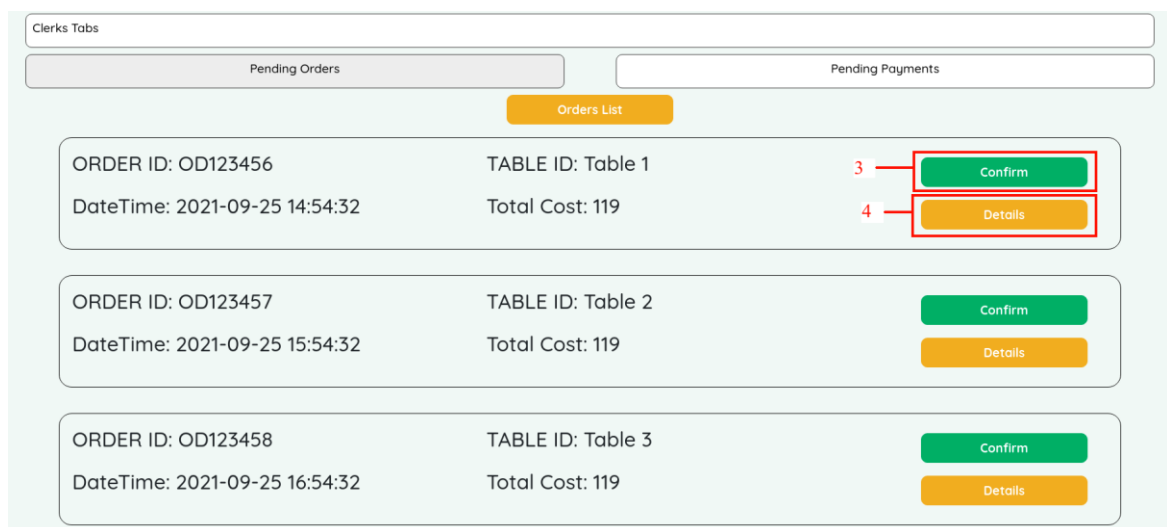 Clerks Tabs
Pending Orders
Pending Payments
Orders List
ORDER ID: OD123456
TABLE ID: Table 1
3
Confirm
DateTime: 2021-09-25 14:54:32
Total Cost: 119
4
Details
ORDER ID: OD123457
TABLE ID: Table 2
Confirm
DateTime: 2021-09-25 15:54:32
Total Cost: 119
Details
ORDER ID: OD123458
TABLE ID: Table 3
Confirm
DateTime: 2021-09-25 16:54:32
Total Cost: 119
Details